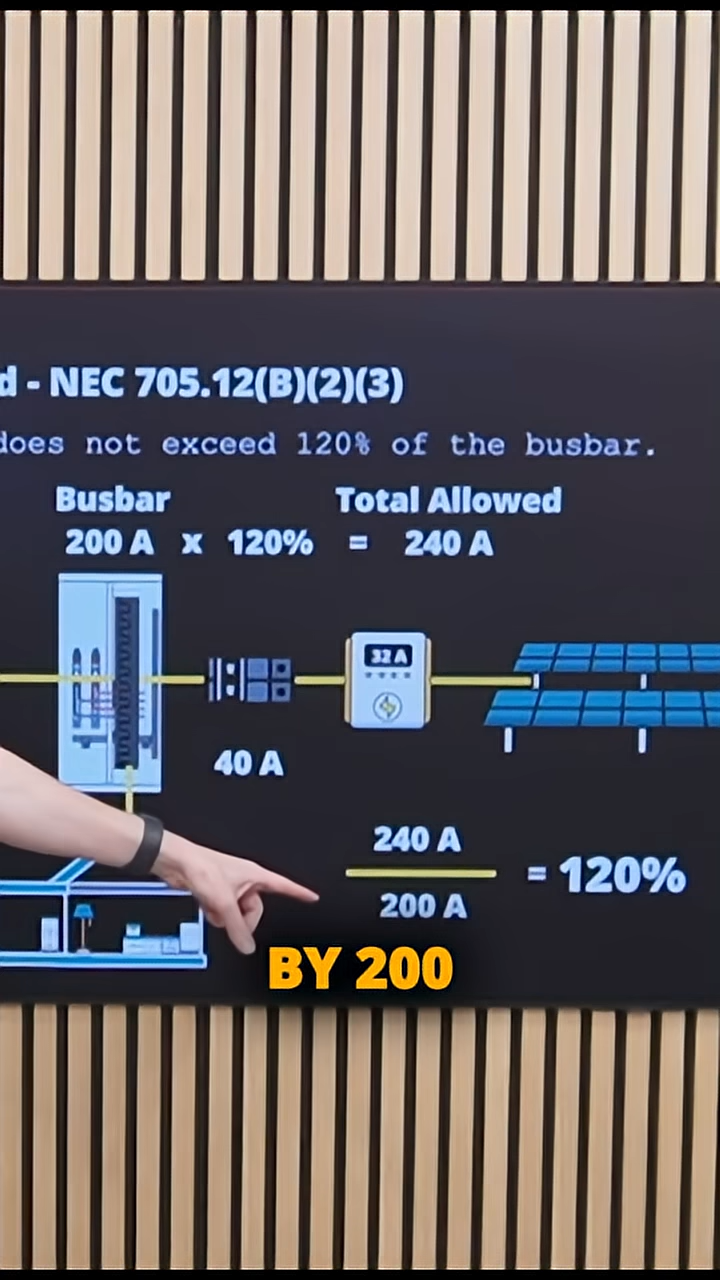 d - NEC 705.12(B)(2)(3)
does not exceed 120% of the busbar.
Busbar Total Allowed
200 A x 120% = 240 A
32 A
40 A
240 A
200 A
= 120%
BY 200